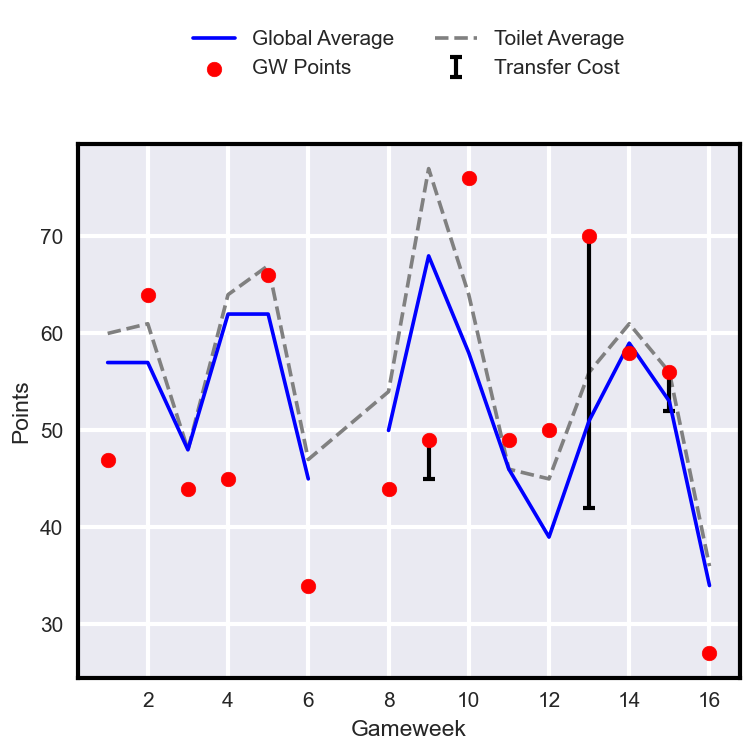 Global Average
Toilet Average
GW Points
Transfer Cost
70
60
50
40
30
Points
2 4 6 8 10 12 14 16
Gameweek